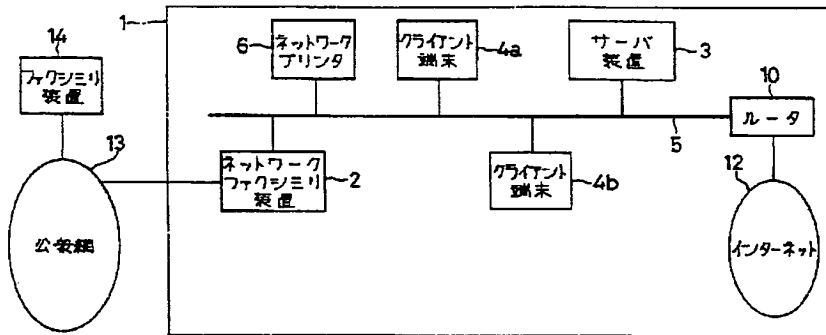 1
14
ファクシミリ
装置
13
公衆網
6
ネットワーク
プリンタ
クライアント
端末
4a
サーバ
装置
3
10
ルータ
5
ネットワーク
ファクシミリ
装置
2
クライアント
端末
4b
12
インターネット